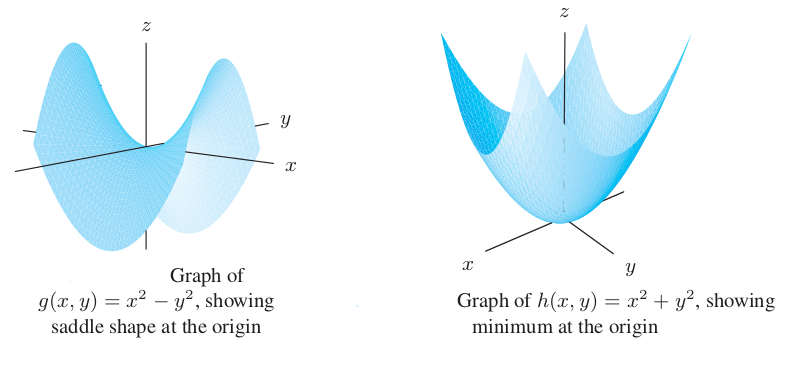 z
y
x
Graph of
g(x, y) = x² − y², showing
saddle shape at the origin
z
x
y
Graph of h(x, y) = x² + y², showing
minimum at the origin